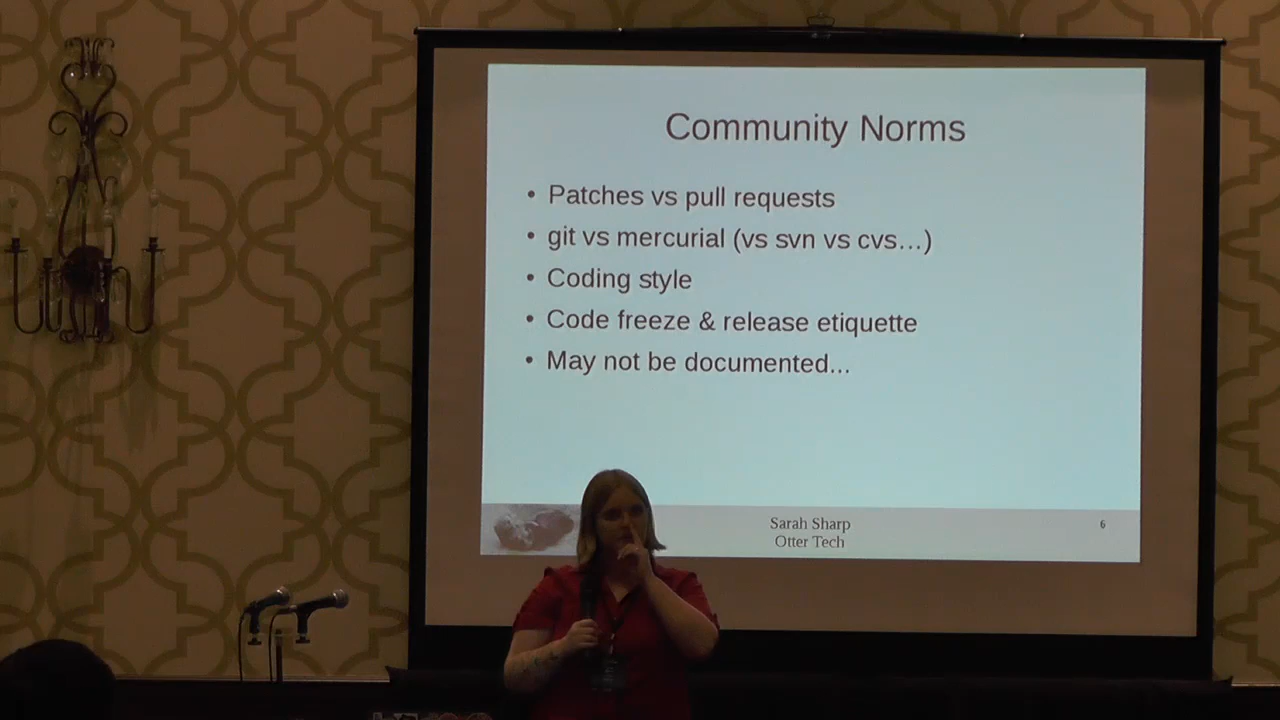 Community Norms
• Patches vs pull requests
• git vs mercurial (vs svn vs cvs…)
• Coding style
• Code freeze & release etiquette
• May not be documented...
Sarah Sharp
Otter Tech
6